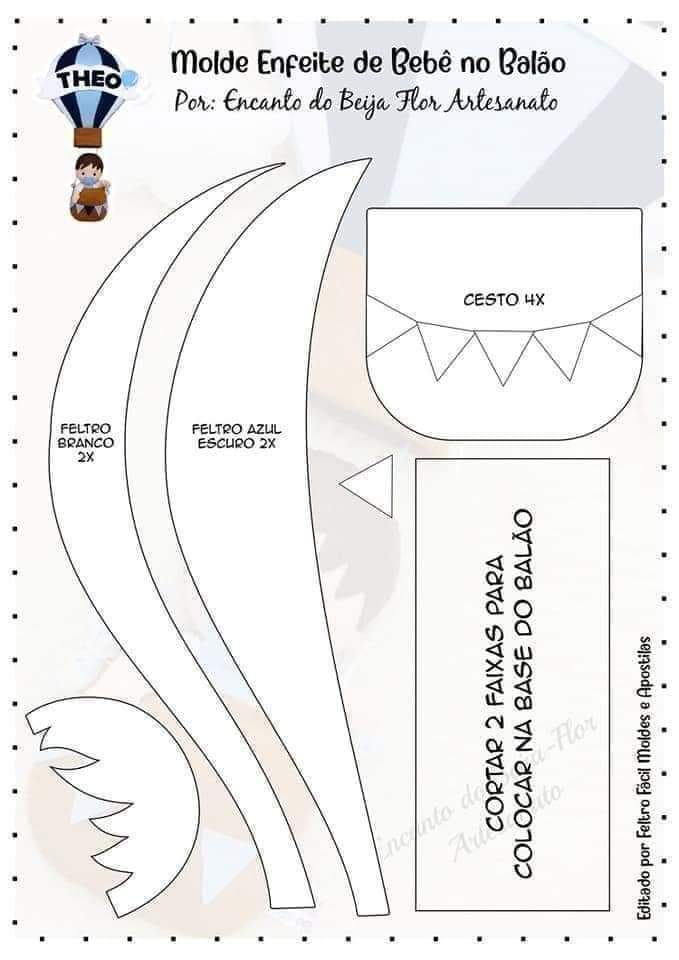 Molde Enfeite de Bebê no Balão
Por: Encanto do Beija Flor Artesanato
THEO
CESTO 4X
FELTRO
BRANCO
2X
FELTRO AZUL
ESCURO 2X
CORTAR 2 FAIXAS PARA
COLOCAR NA BASE DO BALÃO
Encanto do Beija-Flor
Artesanato
Editado por Feltro Fácil Moldes e Apostilas